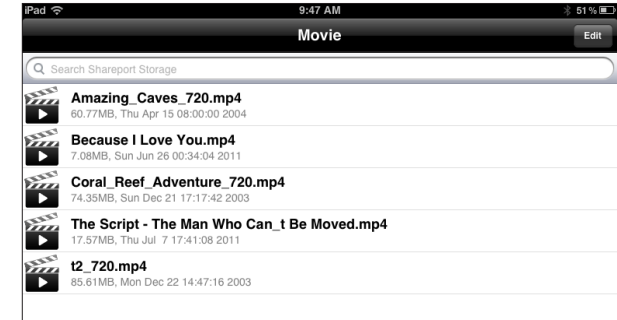 iPad 9:47 AM 51 %
Movie Edit
Search Shareport Storage
Amazing_Caves_720.mp4
60.77MB, Thu Apr 15 08:00:00 2004
Because I Love You.mp4
7.08MB, Sun Jun 26 00:34:04 2011
Coral_Reef_Adventure_720.mp4
74.35MB, Sun Dec 21 17:17:42 2003
The Script - The Man Who Can_t Be Moved.mp4
17.57MB, Thu Jul  7 17:41:08 2011
t2_720.mp4
85.61MB, Mon Dec 22 14:47:16 2003